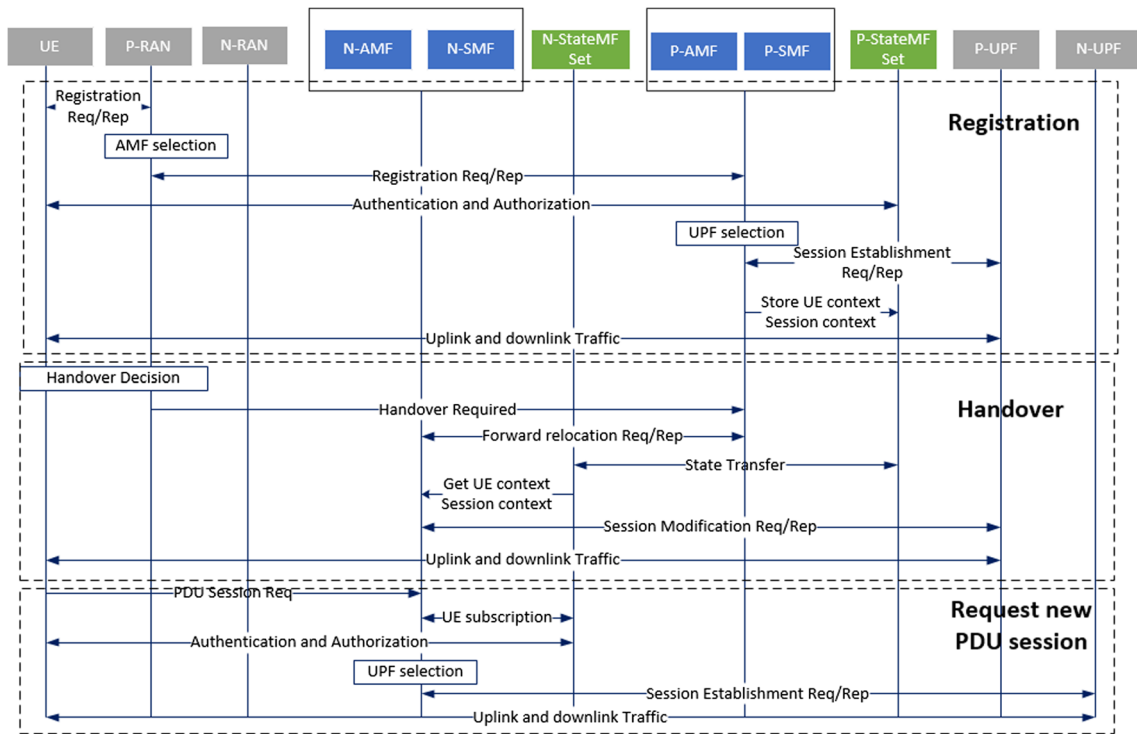 UE
P-RAN
N-RAN
N-AMF
N-SMF
N-StateMF
Set
P-AMF
P-SMF
P-StateMF
Set
P-UPF
N-UPF
Registration
Req/Rep
Registration
AMF selection
Registration Req/Rep
Authentication and Authorization
UPF selection
Session Establishment
Req/Rep
Store UE context
Session context
Uplink and downlink Traffic
Handover Decision
Handover
Handover Required
Forward relocation Req/Rep
State Transfer
Get UE context
Session context
Session Modification Req/Rep
Uplink and downlink Traffic
PDU Session Req
Request new
PDU session
UE subscription
Authentication and Authorization
UPF selection
Session Establishment Req/Rep
Uplink and downlink Traffic